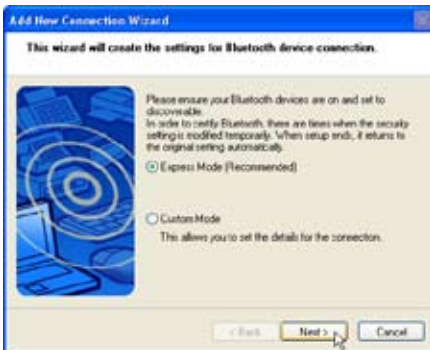 Add New Connection Wizard
This wizard will create the settings for Bluetooth device connection.
Please ensure your Bluetooth devices are on and set to
discoverable.
In order to certify Bluetooth, there are times when the security
setting is modified temporarily. When setup ends, it returns to
the original setting automatically.
Express Mode (Recommended)
Custom Mode
This allows you to set the details for the connection.
< Back
Next >
Cancel